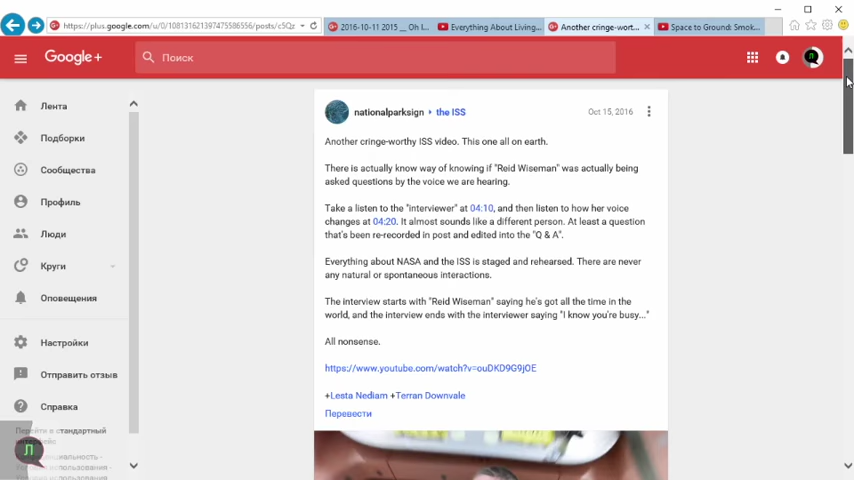 https://plus.google.com/u/0/108131621397475586556/posts/c5Qz
2016-10-11 2015 __ Oh I...
Everything About Living...
Another cringe-wort...
Space to Ground: Smok...
Google+
Поиск
Л
Лента
Подборки
Сообщества
Профиль
Люди
Круги
Оповещения
Настройки
Отправить отзыв
Справка
Перейти в стандартный
Л
nationalparksign ▸ the ISS
Oct 15, 2016
Another cringe-worthy ISS video. This one all on earth.
There is actually know way of knowing if "Reid Wiseman" was actually being
asked questions by the voice we are hearing.
Take a listen to the "interviewer" at 04:10, and then listen to how her voice
changes at 04:20. It almost sounds like a different person. At least a question
that's been re-recorded in post and edited into the "Q & A".
Everything about NASA and the ISS is staged and rehearsed. There are never
any natural or spontaneous interactions.
The interview starts with "Reid Wiseman" saying he's got all the time in the
world, and the interview ends with the interviewer saying "I know you're busy..."
All nonsense.
https://www.youtube.com/watch?v=ouDKD9G9jOE
+Lesta Nediam +Terran Downvale
Перевести